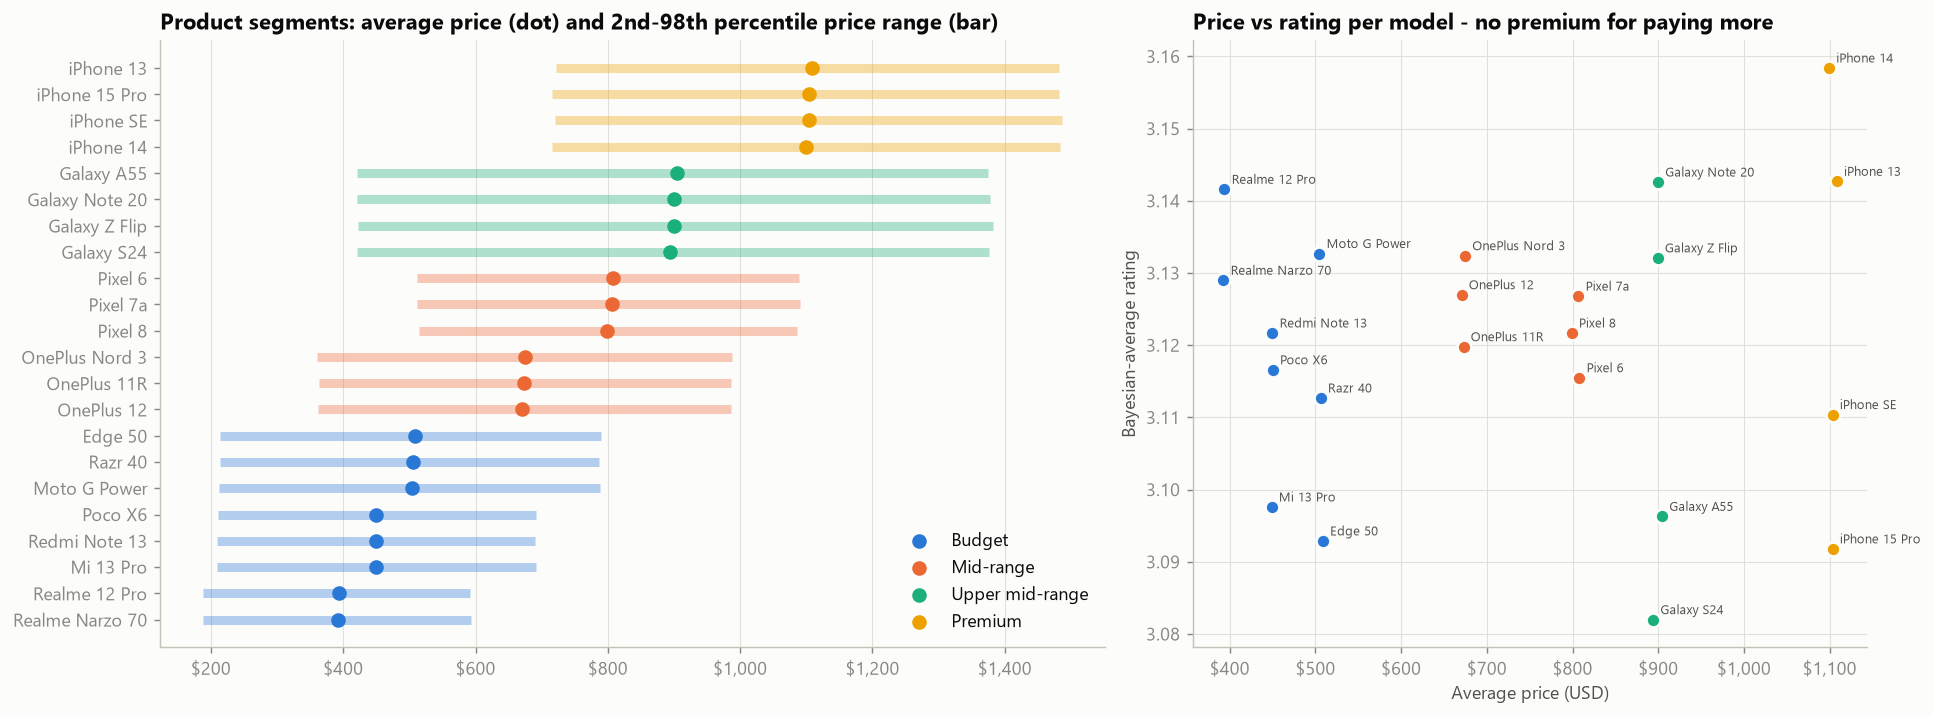 Product segments: average price (dot) and 2nd-98th percentile price range (bar)
iPhone 13
iPhone 15 Pro
iPhone SE
iPhone 14
Galaxy A55
Galaxy Note 20
Galaxy Z Flip
Galaxy S24
Pixel 6
Pixel 7a
Pixel 8
OnePlus Nord 3
OnePlus 11R
OnePlus 12
Edge 50
Razr 40
Moto G Power
Poco X6
Redmi Note 13
Mi 13 Pro
Realme 12 Pro
Realme Narzo 70
Budget
Mid-range
Upper mid-range
Premium
$200 $400 $600 $800 $1,000 $1,200 $1,400
Price vs rating per model - no premium for paying more
Bayesian-average rating
3.16
3.15
3.14
3.13
3.12
3.11
3.10
3.09
3.08
iPhone 14
iPhone 13
Galaxy Note 20
Realme 12 Pro
Moto G Power
OnePlus Nord 3
Galaxy Z Flip
Realme Narzo 70
OnePlus 12
Pixel 7a
Redmi Note 13
Pixel 8
OnePlus 11R
Poco X6
Pixel 6
Razr 40
iPhone SE
Mi 13 Pro
Galaxy A55
Edge 50
iPhone 15 Pro
Galaxy S24
$400 $500 $600 $700 $800 $900 $1,000 $1,100
Average price (USD)